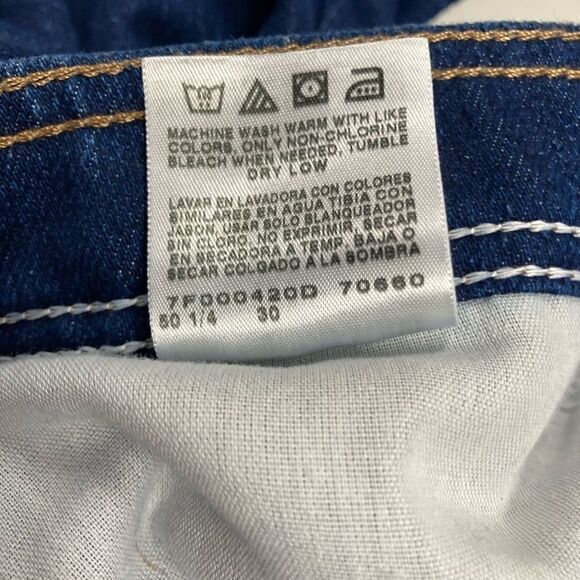 MACHINE WASH WARM WITH LIKE
COLORS, ONLY NON-CHLORINE
BLEACH WHEN NEEDED, TUMBLE
DRY LOW
LAVAR EN LAVADORA CON COLORES
SIMILARES EN AGUA TIBIA CON
JABON, USAR SOLO BLANQUEADOR
SIN CLORO, NO EXPRIMIR, SECAR
EN SECADORA A TEMP. BAJA O
SECAR COLGADO A LA SOMBRA
7F000420D 70660
50 1/4 30